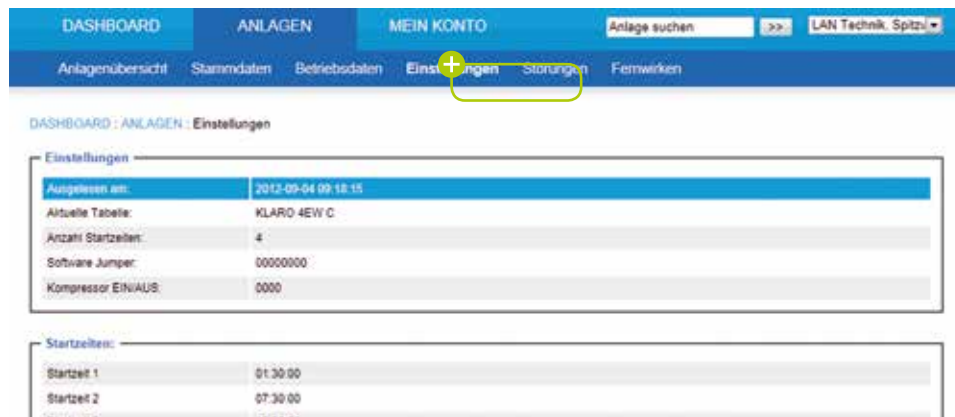 DASHBOARD ANLAGEN MEIN KONTO Anlage suchen >> LAN Technik, Spitzu
Anlagenübersicht Stammdaten Betriebsdaten Einstellungen Störungen Fernwirken
DASHBOARD : ANLAGEN : Einstellungen
Einstellungen
Ausgelesen am: 2012-09-04 09:18:15
Aktuelle Tabelle: KLARO 4EW C
Anzahl Startzeiten: 4
Software Jumper: 00000000
Kompressor EIN/AUS: 0000
Startzeiten:
Startzeit 1 01:30:00
Startzeit 2 07:30:00